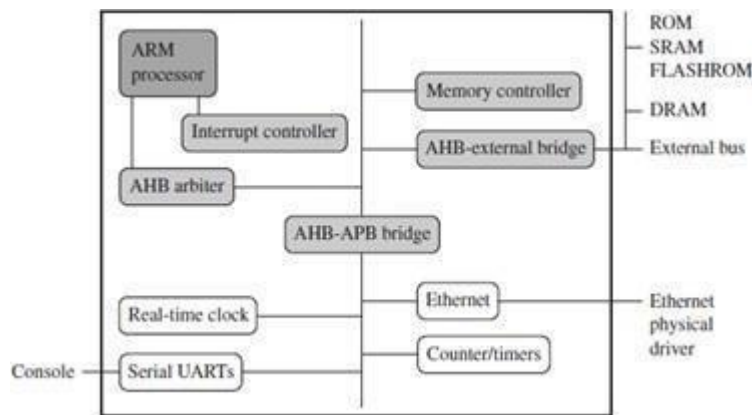 ROM
ARM
processor
SRAM
FLASHROM
Memory controller
DRAM
Interrupt controller
AHB-external bridge
External bus
AHB arbiter
AHB-APB bridge
Ethernet
Ethernet
physical
driver
Real-time clock
Counter/timers
Console
Serial UARTs